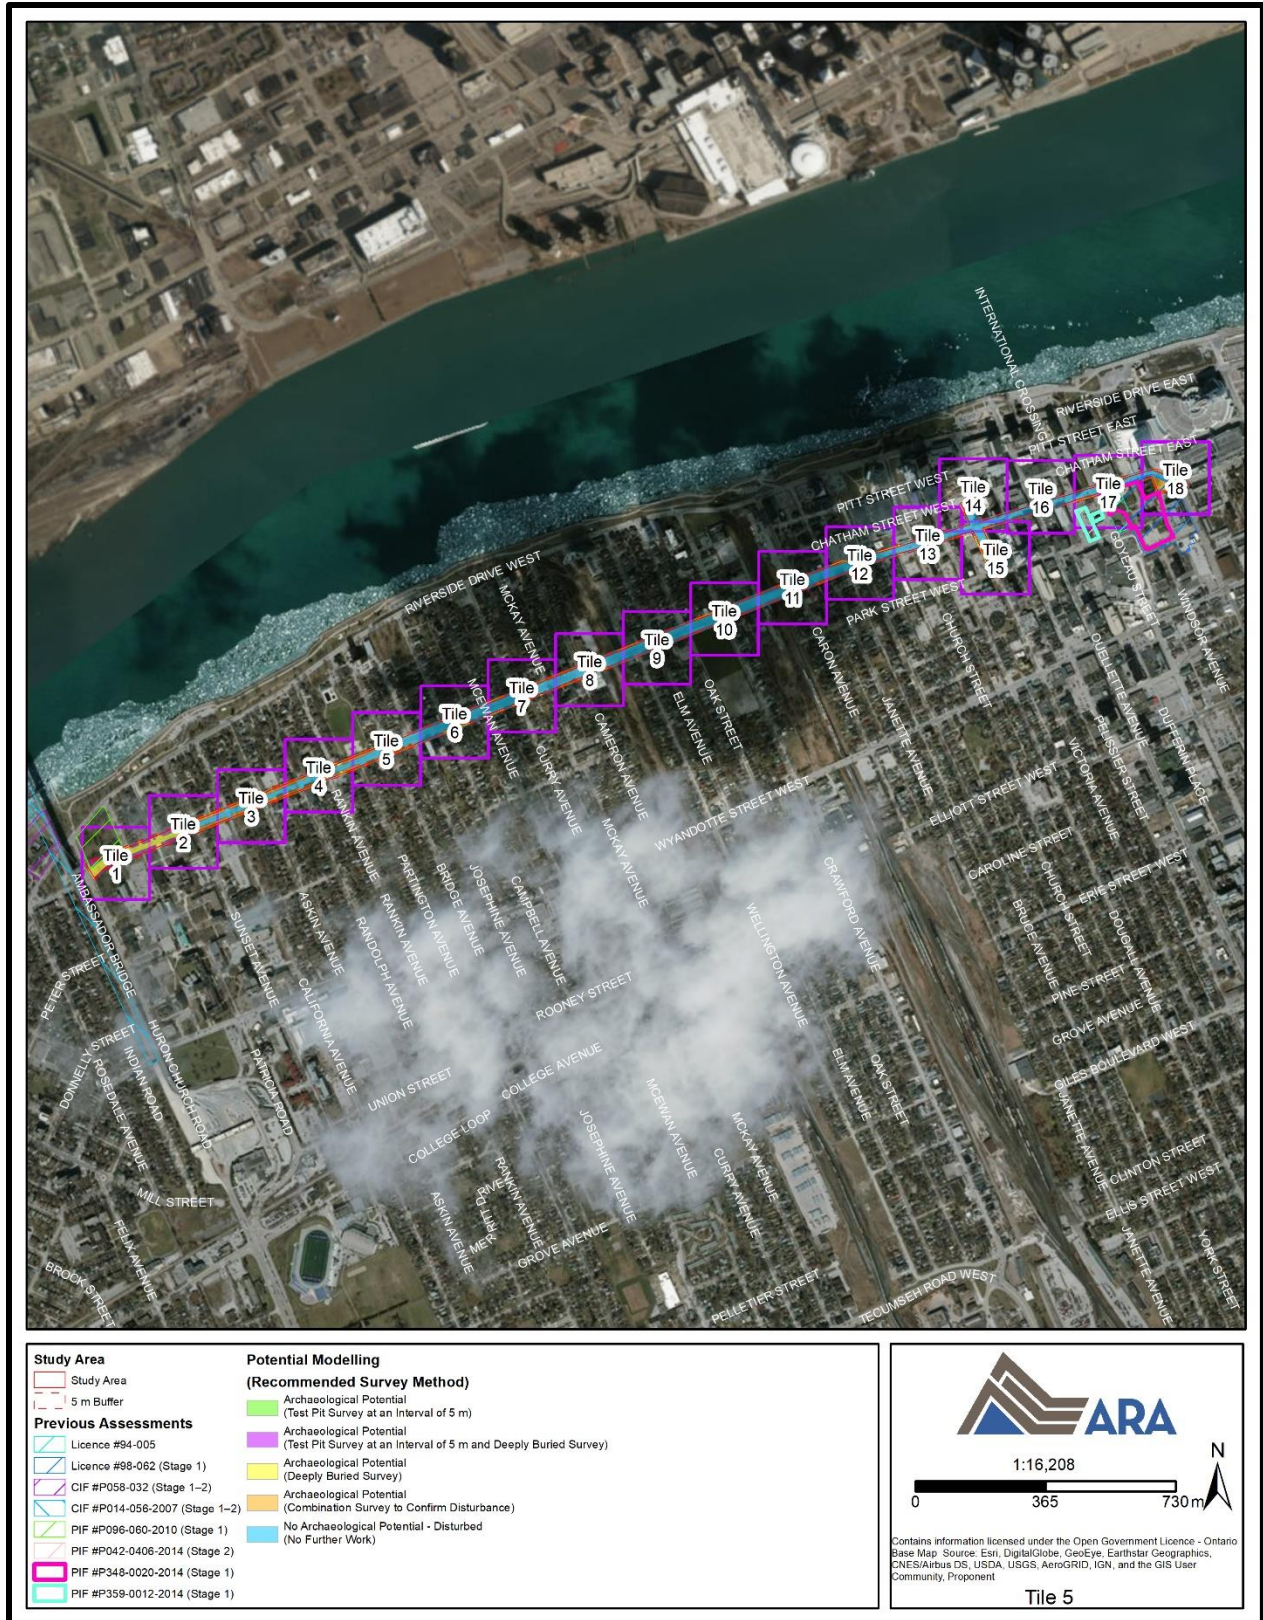 INTERNATIONAL CROSSING
RIVERSIDE DRIVE EAST
PITT STREET EAST
CHATHAM STREET EAST
PITT STREET WEST
CHATHAM STREET WEST
PARK STREET WEST
RIVERSIDE DRIVE WEST
MCKAY AVENUE
Tile
18
Tile
17
Tile
16
Tile
14
Tile
15
Tile
13
Tile
12
Tile
11
Tile
10
Tile
9
Tile
8
Tile
7
Tile
6
Tile
5
Tile
4
Tile
3
Tile
2
Tile
1
GOYEAU STREET
WINDSOR AVENUE
OUELLETTE AVENUE
DUFFERIN PLACE
PELISSIER STREET
VICTORIA AVENUE
CHURCH STREET
CARON AVENUE
JANETTE AVENUE
OAK STREET
ELM AVENUE
CAMERON AVENUE
MCEWAN AVENUE
CURRY AVENUE
MCKAY AVENUE
WYANDOTTE STREET WEST
ELLIOTT STREET WEST
CAROLINE STREET
ERIE STREET WEST
CHURCH STREET
BRUCE AVENUE
DOUGALL AVENUE
PINE STREET
GROVE AVENUE
GILES BOULEVARD WEST
CRAWFORD AVENUE
WELLINGTON AVENUE
RANKIN AVENUE
PARTINGTON AVENUE
BRIDGE AVENUE
JOSEPHINE AVENUE
CAMPBELL AVENUE
RANKIN AVENUE
RANDOLPH AVENUE
ASKIN AVENUE
SUNSET AVENUE
CALIFORNIA AVENUE
ROONEY STREET
COLLEGE AVENUE
UNION STREET
COLLEGE LOOP
AMBASSADOR BRIDGE
PETER STREET
DONNELLY STREET
HURON CHURCH ROAD
INDIAN ROAD
ROSEDALE AVENUE
PATRICIA ROAD
MILL STREET
FELIX AVENUE
BROCK STREET
ASKIN AVENUE
RANKIN AVENUE
GROVE AVENUE
JOSEPHINE AVENUE
MCEWAN AVENUE
CURRY AVENUE
MCKAY AVENUE
ELM AVENUE
OAK STREET
PELLETIER STREET
TECUMSEH ROAD WEST
JANETTE AVENUE
CLINTON STREET
ELLIS STREET WEST
JANETTE AVENUE
YORK STREET
Study Area
Study Area
5 m Buffer
Previous Assessments
Licence #94-005
Licence #98-062 (Stage 1)
CIF #P058-032 (Stage 1–2)
CIF #P014-056-2007 (Stage 1–2)
PIF #P096-060-2010 (Stage 1)
PIF #P042-0406-2014 (Stage 2)
PIF #P348-0020-2014 (Stage 1)
PIF #P359-0012-2014 (Stage 1)
Potential Modelling
(Recommended Survey Method)
Archaeological Potential
(Test Pit Survey at an Interval of 5 m)
Archaeological Potential
(Test Pit Survey at an Interval of 5 m and Deeply Buried Survey)
Archaeological Potential
(Deeply Buried Survey)
Archaeological Potential
(Combination Survey to Confirm Disturbance)
No Archaeological Potential - Disturbed
(No Further Work)
ARA
1:16,208
N
0 365 730 m
Contains information licensed under the Open Government Licence - Ontario
Base Map Source: Esri, DigitalGlobe, GeoEye, Earthstar Geographics,
CNES/Airbus DS, USDA, USGS, AeroGRID, IGN, and the GIS User
Community, Proponent
Tile 5